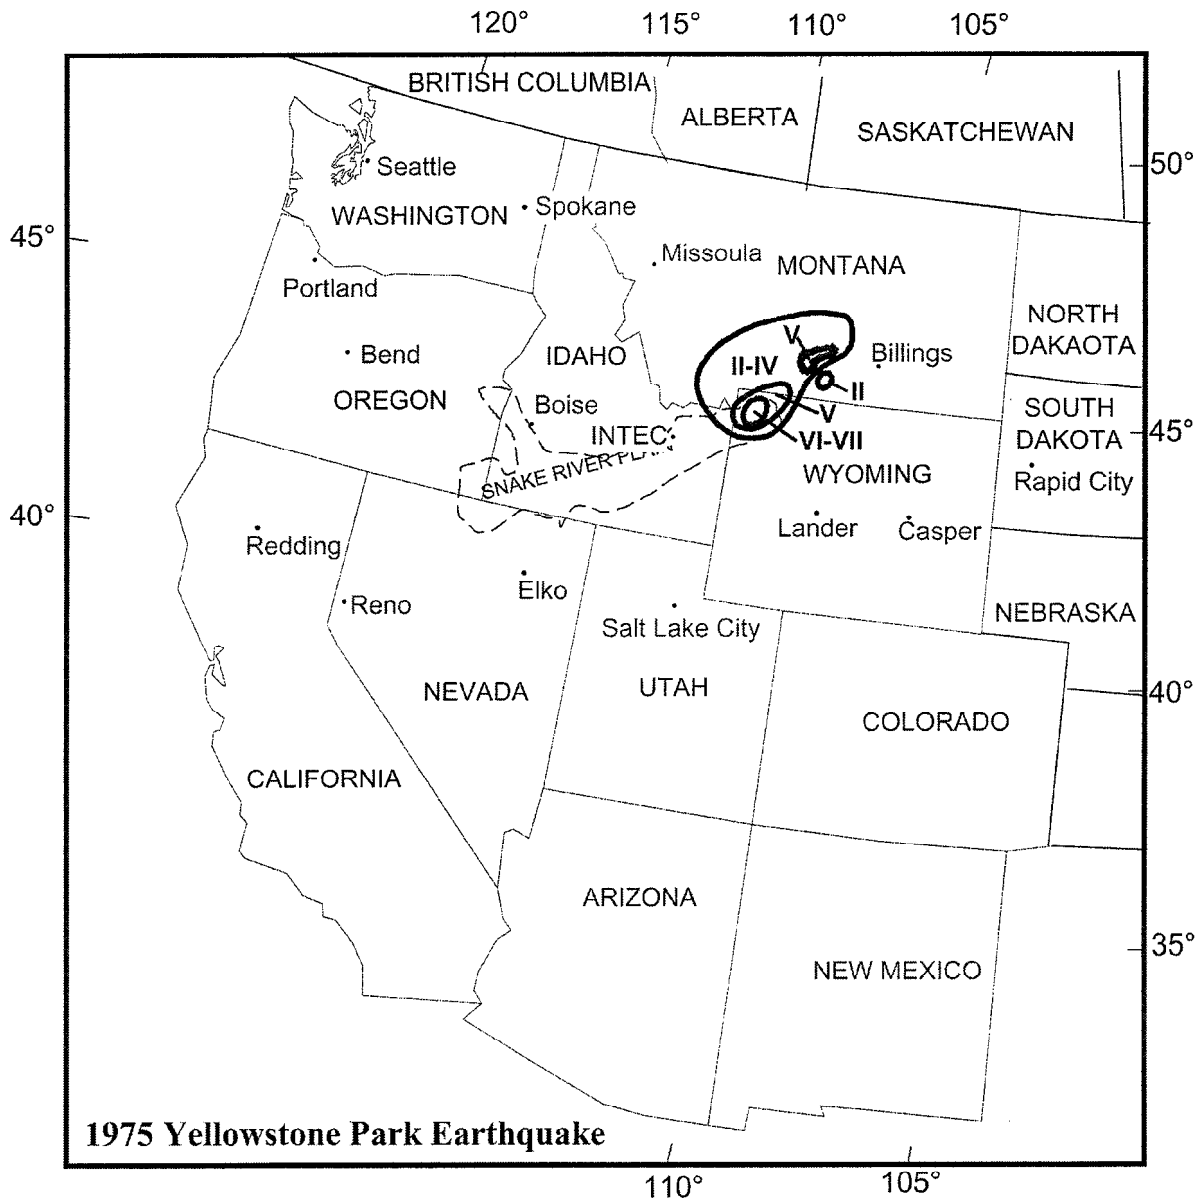 120° 115° 110° 105°
BRITISH COLUMBIA
ALBERTA
SASKATCHEWAN
50°
Seattle
WASHINGTON
Spokane
45°
Missoula
MONTANA
Portland
NORTH
DAKAOTA
V
Bend
IDAHO
II-IV
Billings
II
OREGON
Boise
V
SOUTH
DAKOTA
45°
INTEC
VI-VII
SNAKE RIVER
WYOMING
Rapid City
40°
Lander
Casper
Redding
Elko
Reno
NEBRASKA
Salt Lake City
NEVADA
UTAH
40°
COLORADO
CALIFORNIA
ARIZONA
35°
NEW MEXICO
1975 Yellowstone Park Earthquake
110° 105°